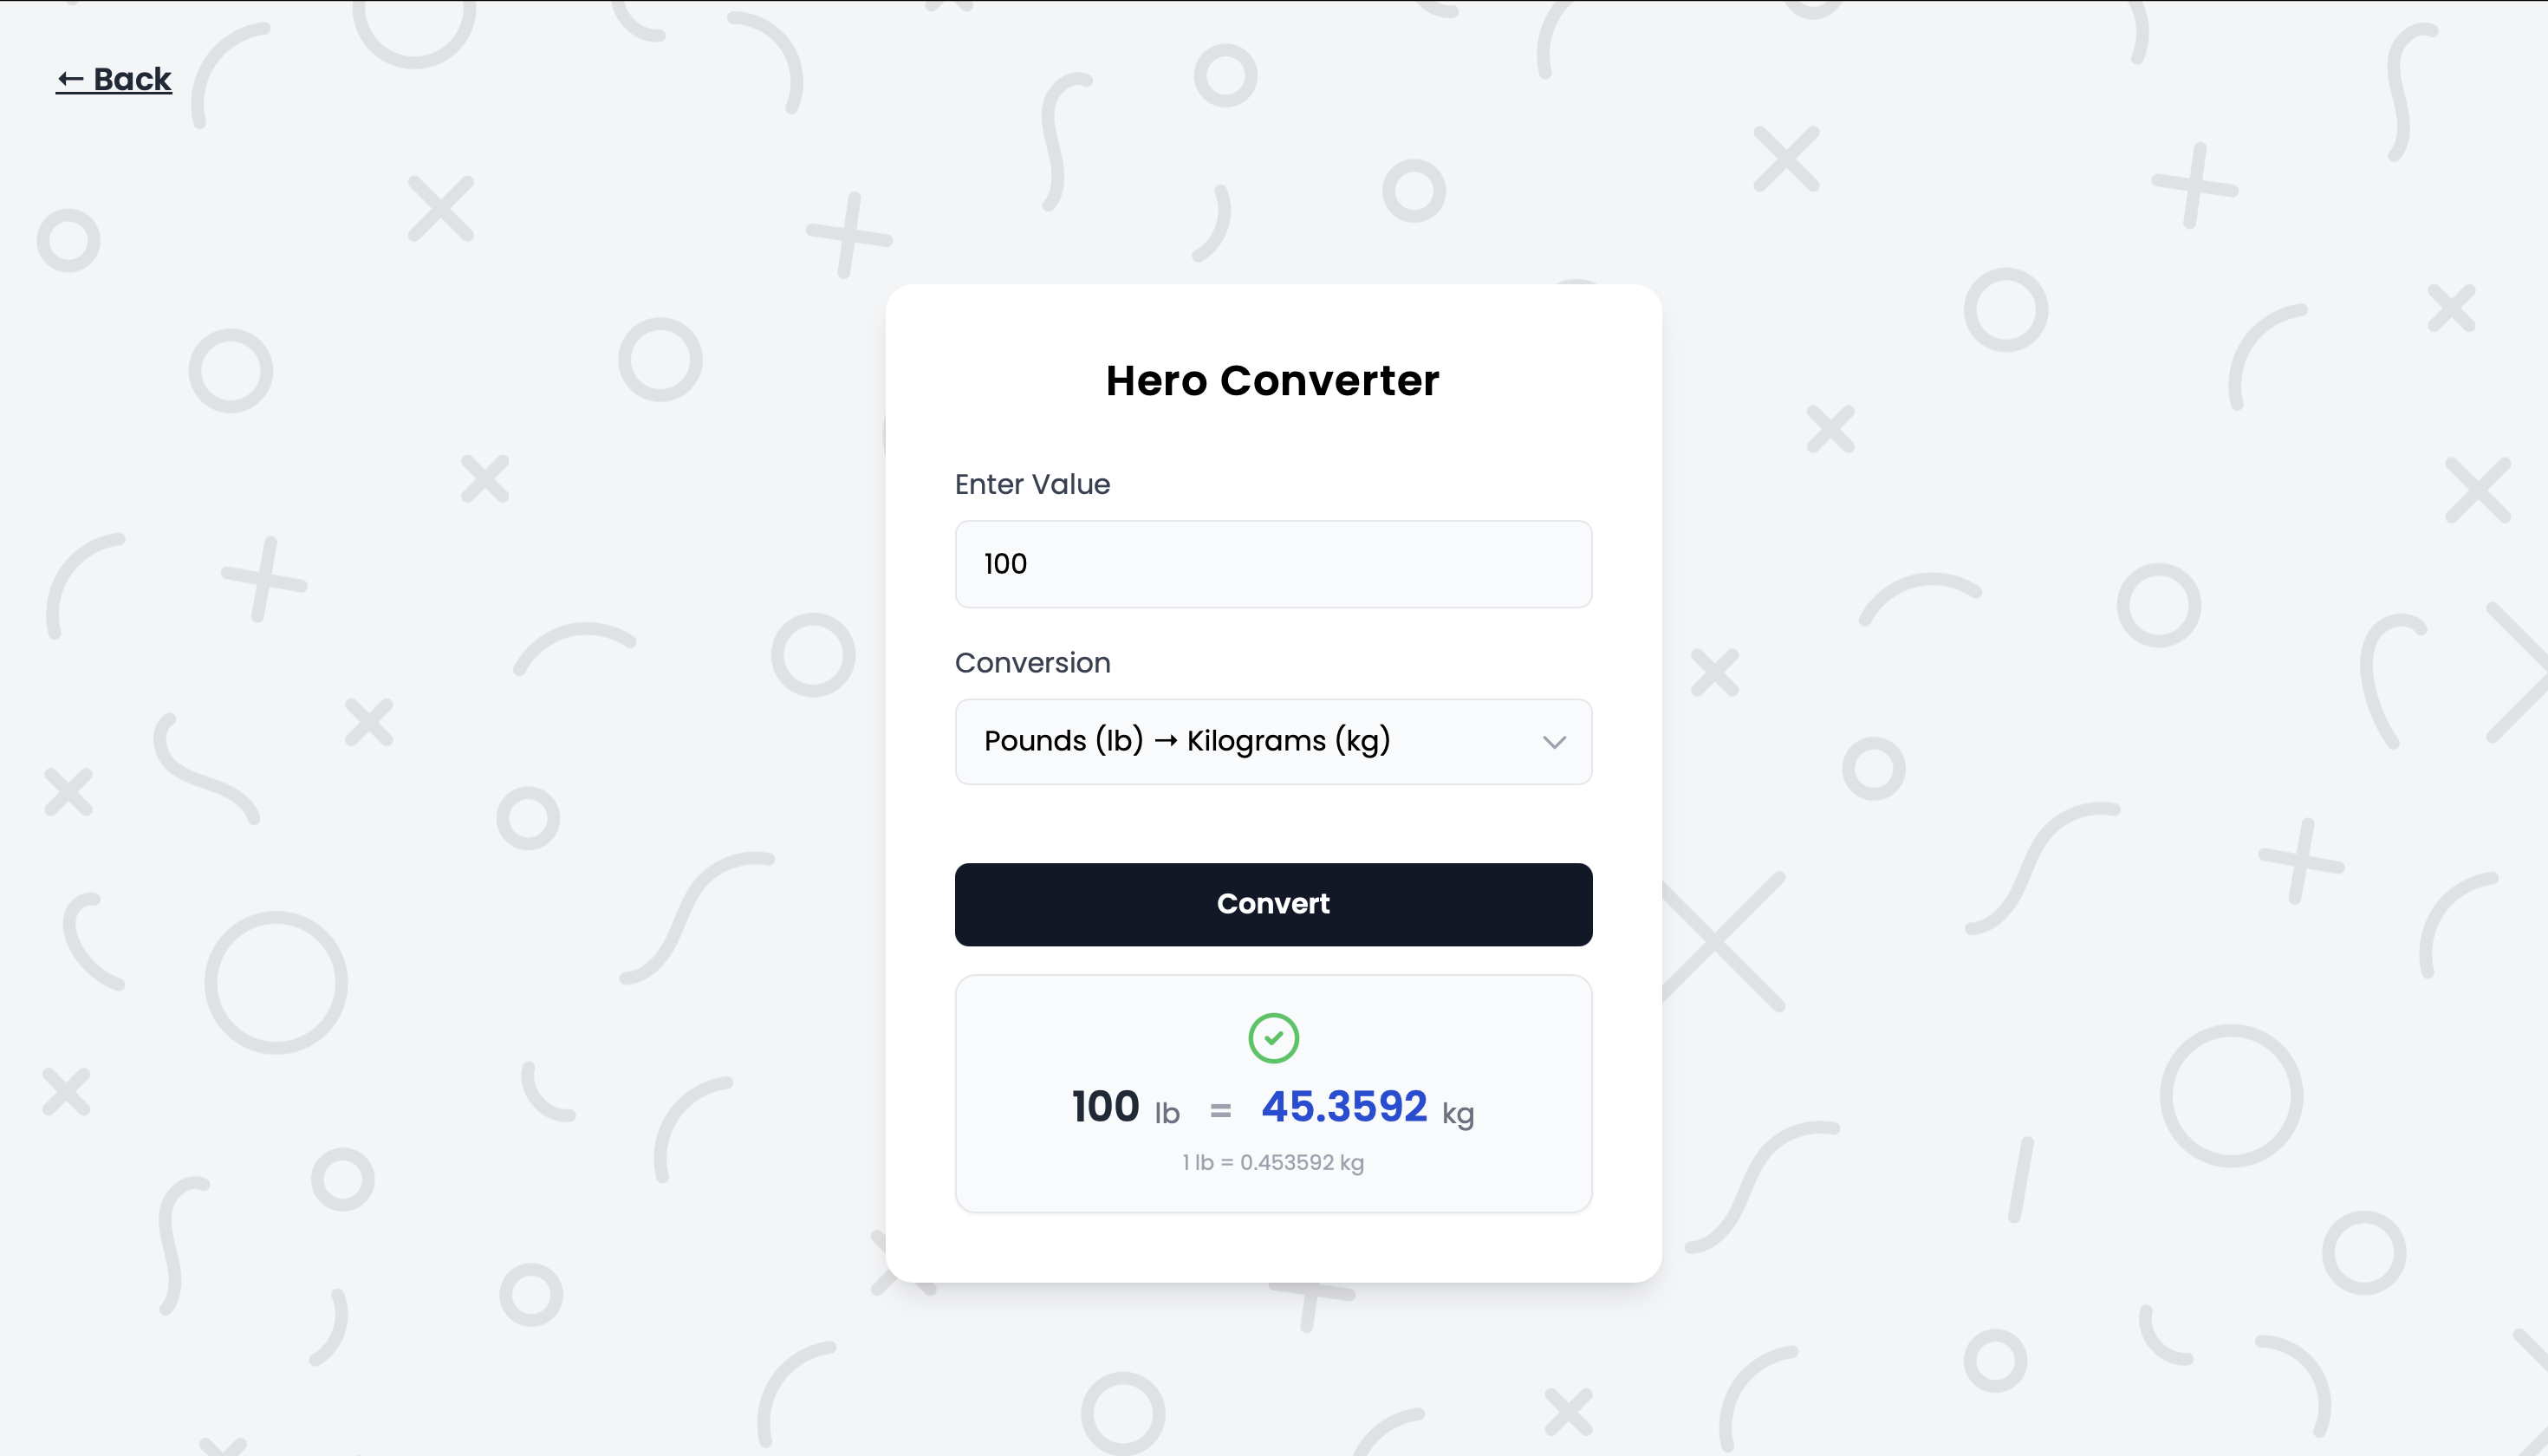 ← Back
Hero Converter
Enter Value
100
Conversion
Pounds (lb) → Kilograms (kg)
Convert
100 lb = 45.3592 kg
1 lb = 0.453592 kg